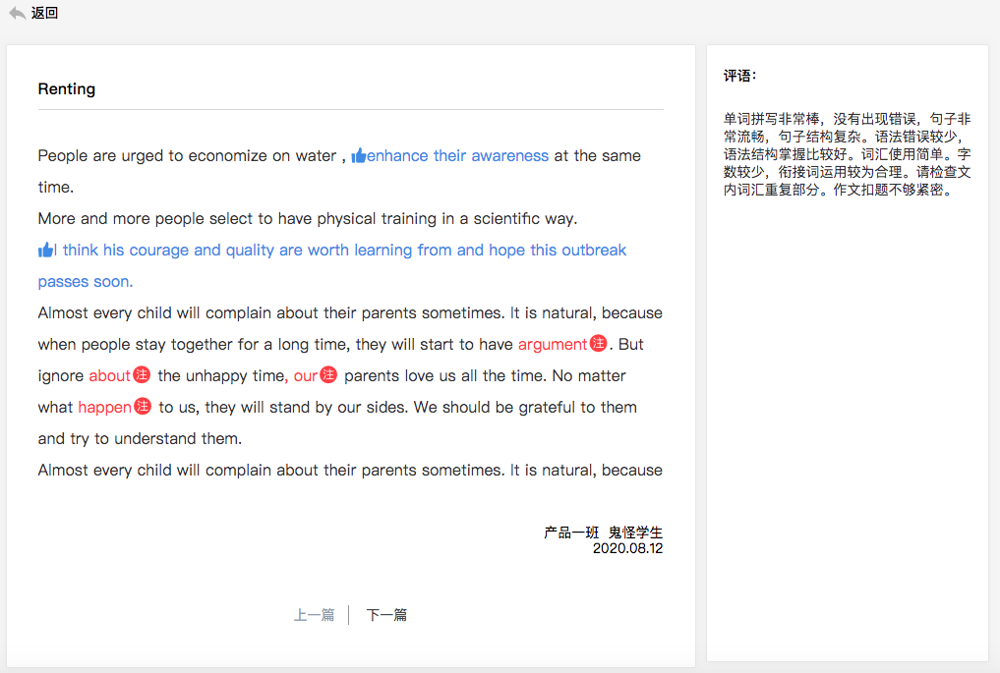 返回
Renting
People are urged to economize on water , enhance their awareness at the same
time.
More and more people select to have physical training in a scientific way.
I think his courage and quality are worth learning from and hope this outbreak
passes soon.
Almost every child will complain about their parents sometimes. It is natural, because
when people stay together for a long time, they will start to have argument注. But
ignore about注 the unhappy time, our注 parents love us all the time. No matter
what happen注 to us, they will stand by our sides. We should be grateful to them
and try to understand them.
Almost every child will complain about their parents sometimes. It is natural, because
产品一班 鬼怪学生
2020.08.12
上一篇 | 下一篇
评语：
单词拼写非常棒，没有出现错误，句子非
常流畅，句子结构复杂。语法错误较少，
语法结构掌握比较好。词汇使用简单。字
数较少，衔接词运用较为合理。请检查文
内词汇重复部分。作文扣题不够紧密。